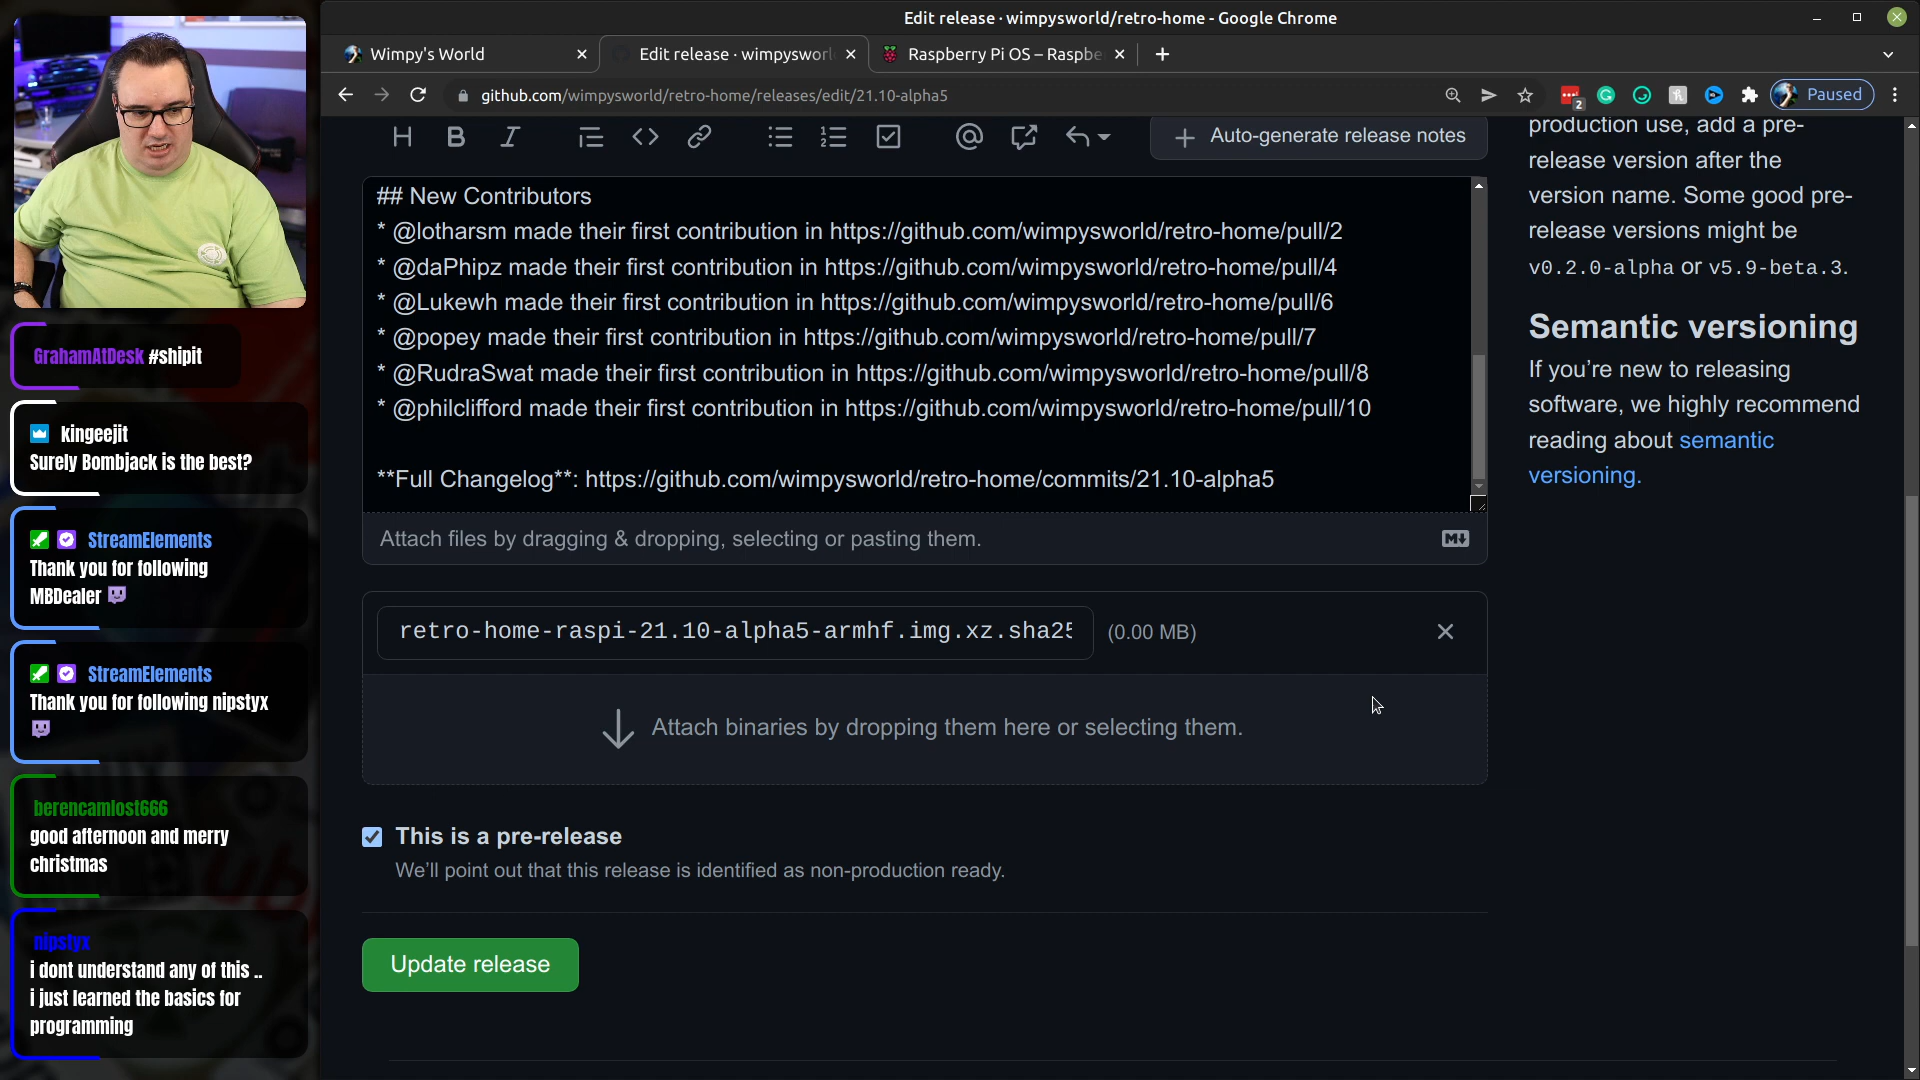 Edit release · wimpysworld/retro-home - Google Chrome
Wimpy's World
Edit release · wimpysworl
Raspberry Pi OS – Raspbe
github.com/wimpysworld/retro-home/releases/edit/21.10-alpha5
2
Paused
Auto-generate release notes
## New Contributors
* @lotharsm made their first contribution in https://github.com/wimpysworld/retro-home/pull/2
* @daPhipz made their first contribution in https://github.com/wimpysworld/retro-home/pull/4
* @Lukewh made their first contribution in https://github.com/wimpysworld/retro-home/pull/6
* @popey made their first contribution in https://github.com/wimpysworld/retro-home/pull/7
* @RudraSwat made their first contribution in https://github.com/wimpysworld/retro-home/pull/8
* @philclifford made their first contribution in https://github.com/wimpysworld/retro-home/pull/10
**Full Changelog**: https://github.com/wimpysworld/retro-home/commits/21.10-alpha5
Attach files by dragging & dropping, selecting or pasting them.
retro-home-raspi-21.10-alpha5-armhf.img.xz.sha25
(0.00 MB)
Attach binaries by dropping them here or selecting them.
This is a pre-release
We'll point out that this release is identified as non-production ready.
Update release
production use, add a pre-
release version after the
version name. Some good pre-
release versions might be
v0.2.0-alpha or v5.9-beta.3.
Semantic versioning
If you're new to releasing
software, we highly recommend
reading about semantic
versioning.
GrahamAtDesk #shipit
kingeejit
Surely Bombjack is the best?
StreamElements
Thank you for following
MBDealer
StreamElements
Thank you for following nipstyx
berencamlost666
good afternoon and merry
christmas
nipstyx
i dont understand any of this ..
i just learned the basics for
programming